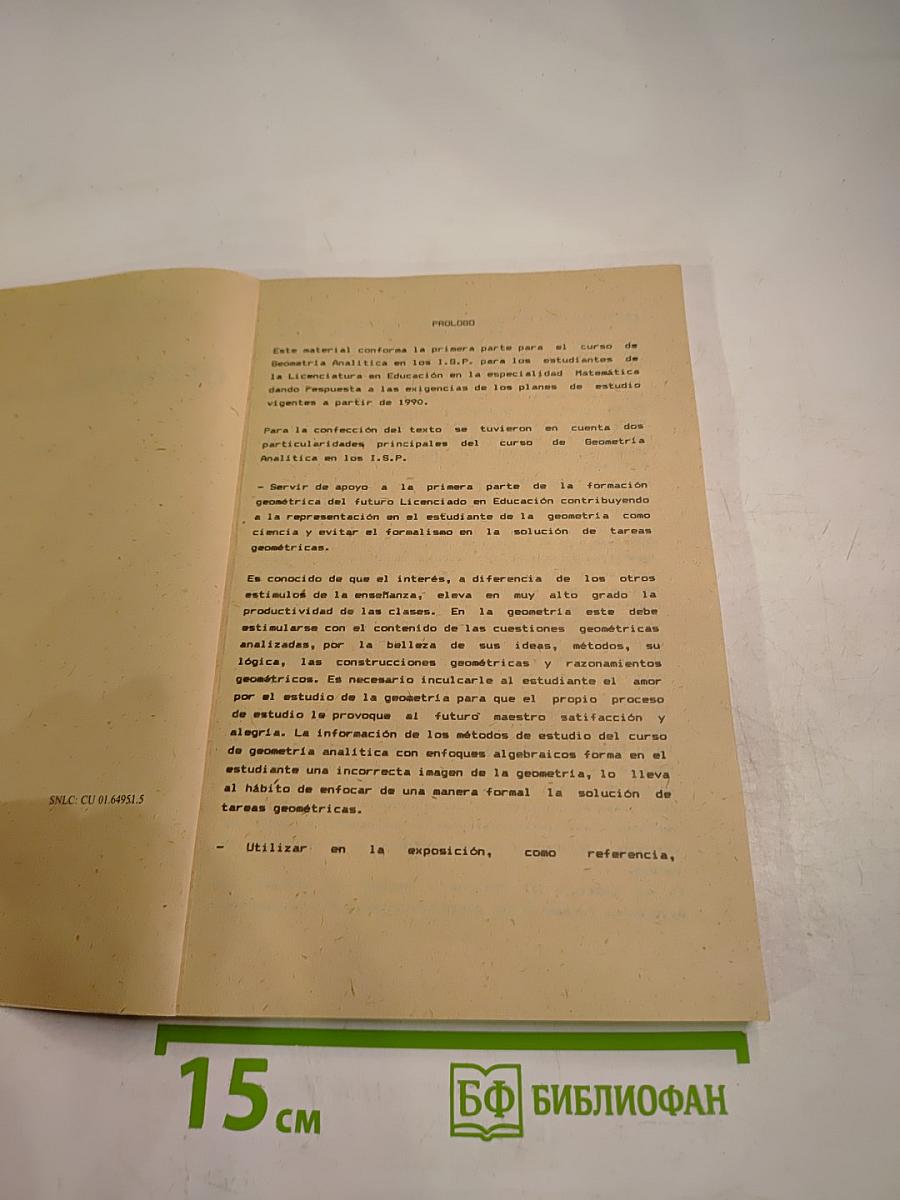 SNLC: CU 01.64951.5
PROLOGO
Este material conforma la primera parte para el curso de
Geometría Analítica en los I.S.P. para los estudiantes de
la Licenciatura en Educación en la especialidad Matemática
dando respuesta a las exigencias de los planes de estudio
vigentes a partir de 1990.
Para la confección del texto se tuvieron en cuenta dos
particularidades principales del curso de Geometría
Analítica en los I.S.P.
- Servir de apoyo a la primera parte de la formación
geométrica del futuro Licenciado en Educación contribuyendo
a la representación en el estudiante de la geometría como
ciencia y evitar el formalismo en la solución de tareas
geométricas.
Es conocido de que el interés, a diferencia de los otros
estímulos de la enseñanza, eleva en muy alto grado la
productividad de las clases. En la geometría este debe
estimularse con el contenido de las cuestiones geométricas
analizadas, por la belleza de sus ideas, métodos, su
lógica, las construcciones geométricas y razonamientos
geométricos. Es necesario inculcarle al estudiante el amor
por el estudio de la geometría para que el propio proceso
de estudio le provoque al futuro maestro satifacción y
alegría. La información de los métodos de estudio del curso
de geometría analítica con enfoques algebraicos forma en el
estudiante una incorrecta imagen de la geometría, lo lleva
al hábito de enfocar de una manera formal la solución de
tareas geométricas.
- Utilizar en la exposición, como referencia,
15 см
БФ БИБЛИОФАН